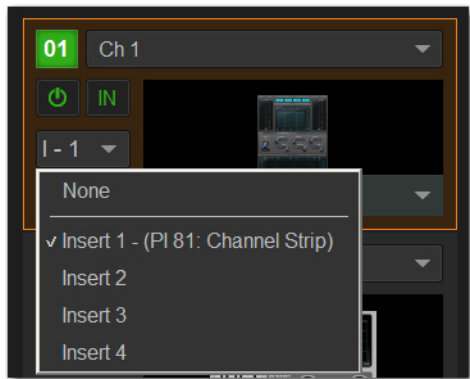 01 Ch 1
IN
I - 1
None
Insert 1 - (PI 81: Channel Strip)
Insert 2
Insert 3
Insert 4